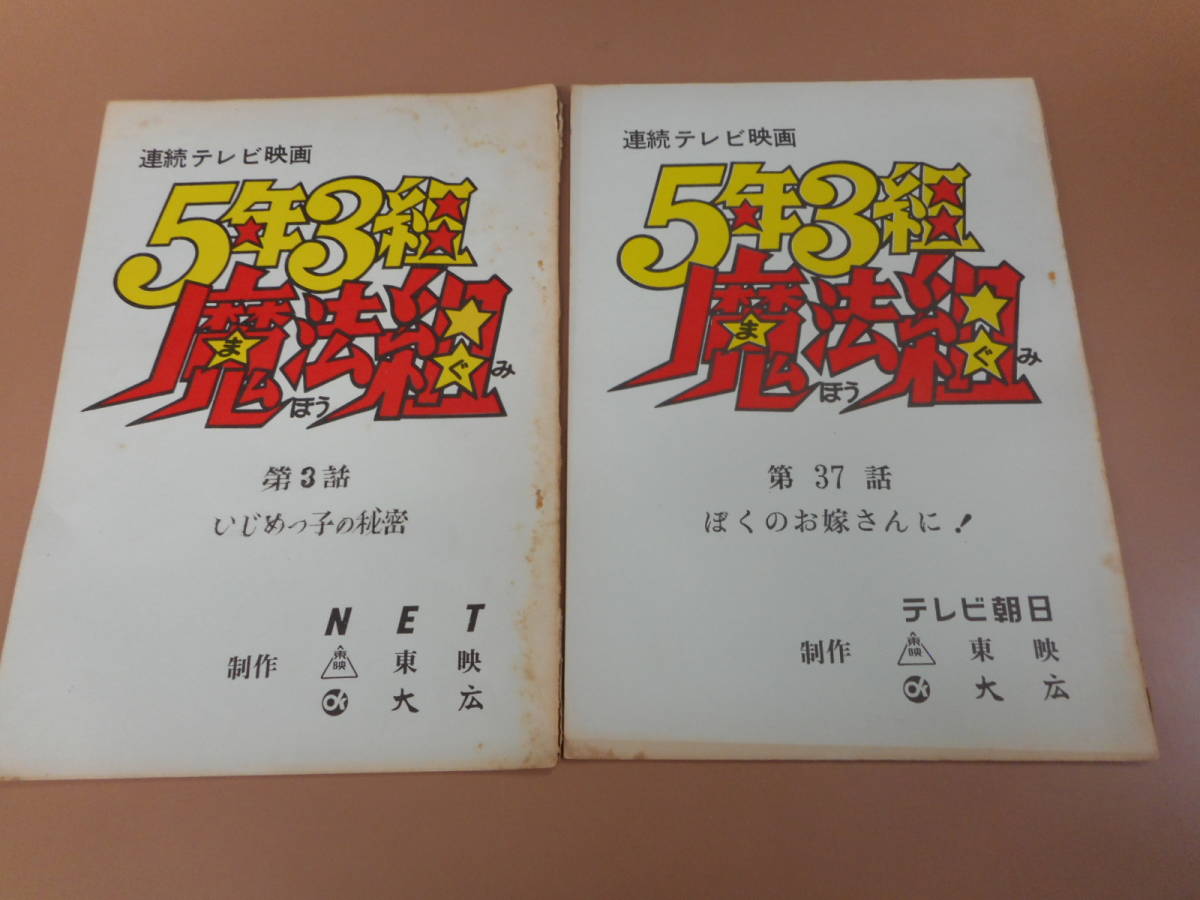 連続テレビ映画
5年3組
魔法組
ま
ほう
ぐ
み
第3話
いじめっ子の秘密
NET
制作 東映 東映
大広
連続テレビ映画
5年3組
魔法組
ま
ほう
ぐ
み
第37話
ぼくのお嫁さんに!
テレビ朝日
制作 東映 東映
大広